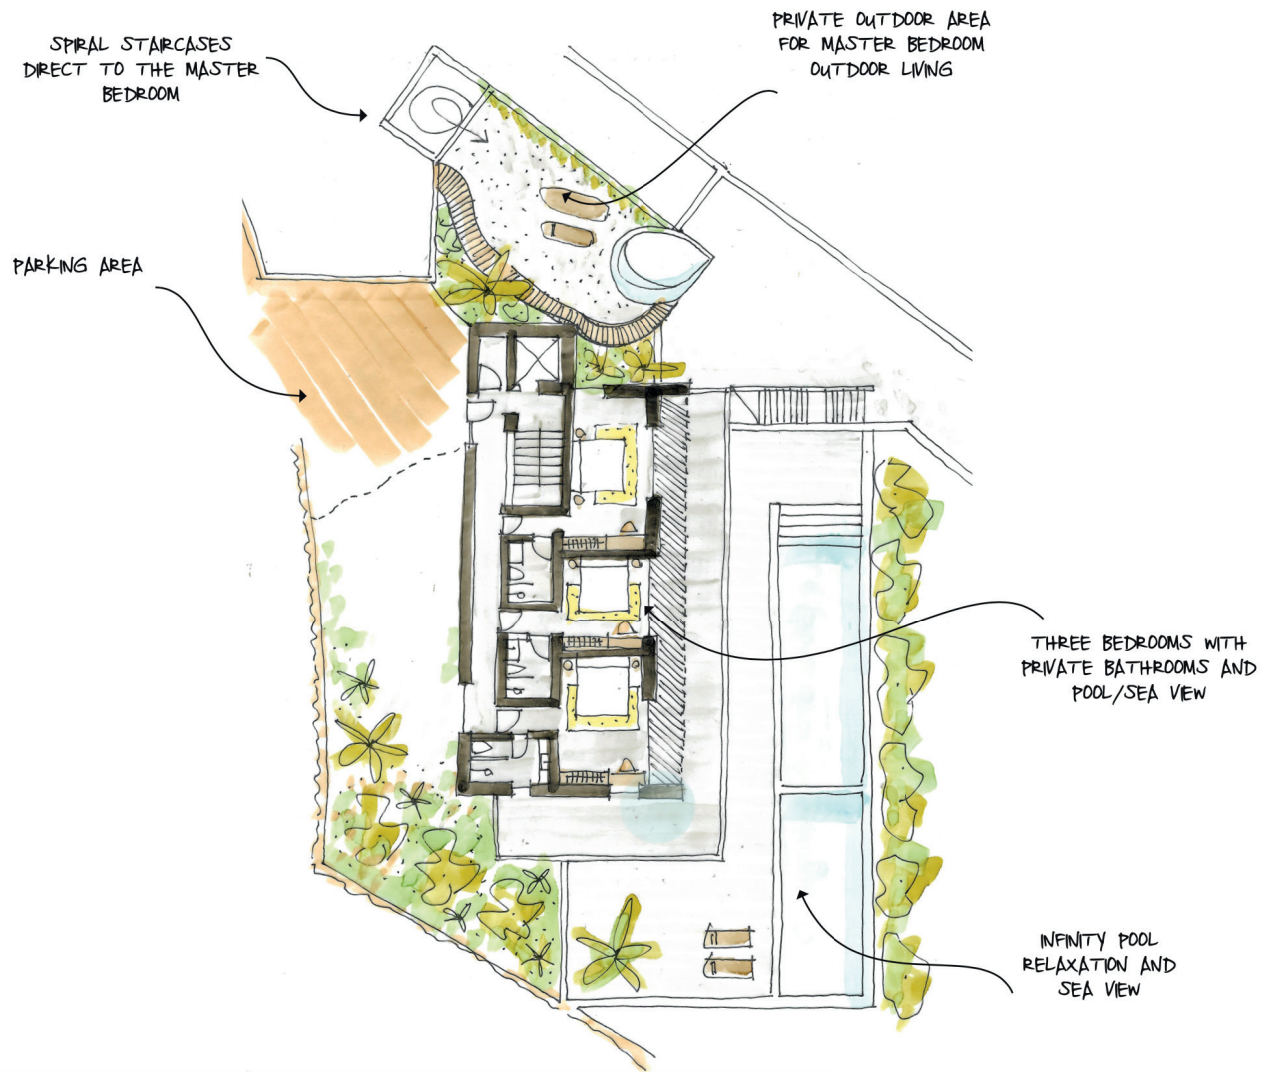 PRIVATE OUTDOOR AREA
FOR MASTER BEDROOM
OUTDOOR LIVING
SPIRAL STAIRCASES
DIRECT TO THE MASTER
BEDROOM
PARKING AREA
THREE BEDROOMS WITH
PRIVATE BATHROOMS AND
POOL/SEA VIEW
INFINITY POOL
RELAXATION AND
SEA VIEW